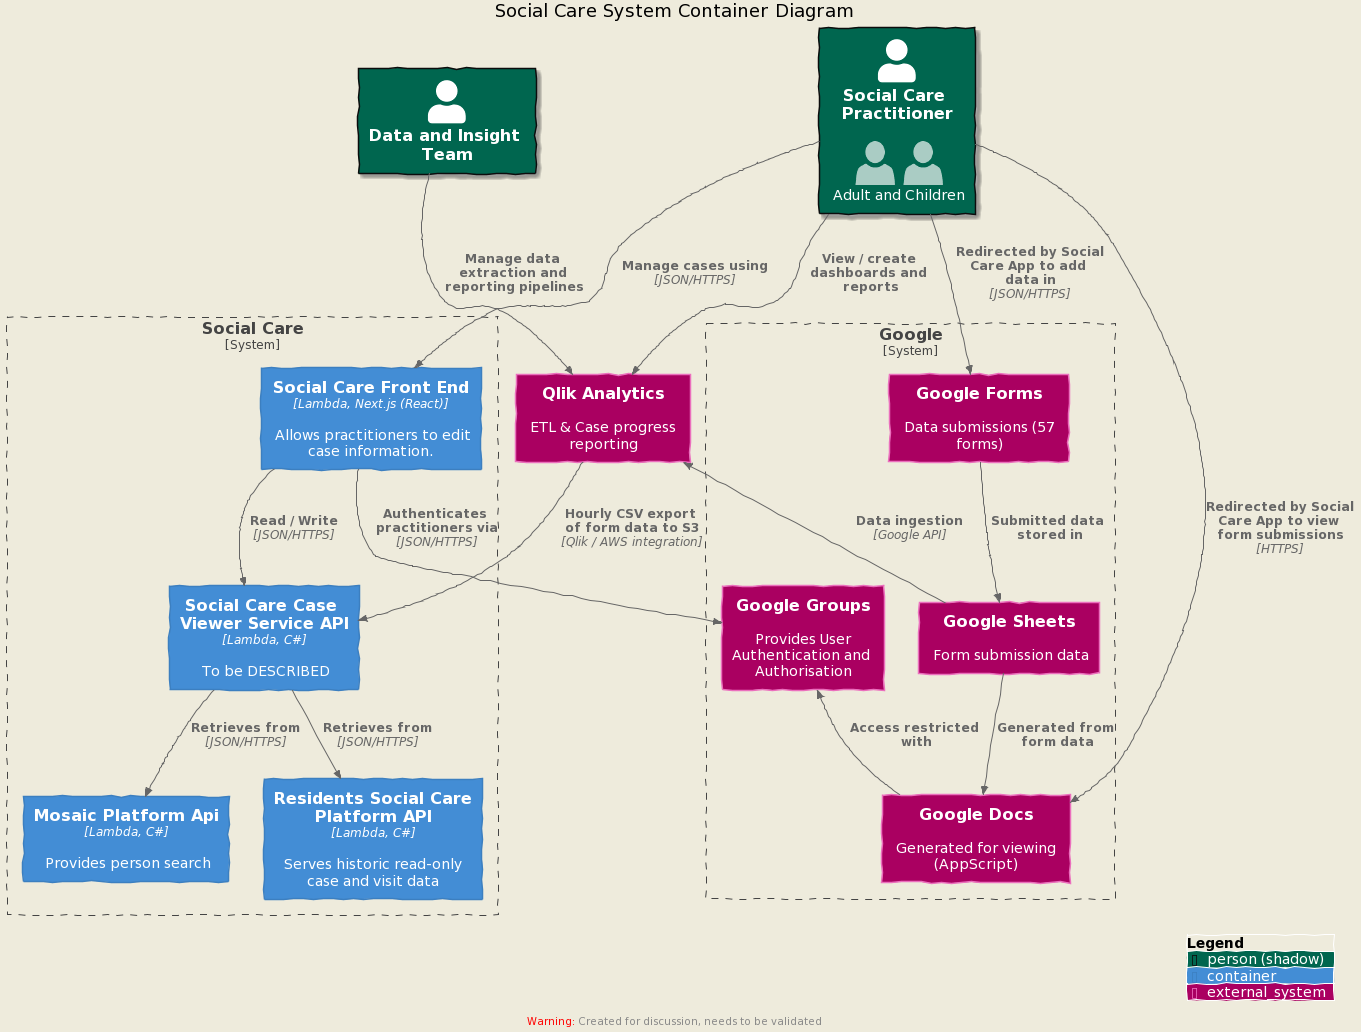 Social Care System Container Diagram
Social Care
Practitioner
Adult and Children
Data and Insight
Team
Manage data
extraction and
reporting pipelines
Manage cases using
[JSON/HTTPS]
View / create
dashboards and
reports
Redirected by Social
Care App to add
data in
[JSON/HTTPS]
Social Care
[System]
Google
[System]
Social Care Front End
[Lambda, Next.js (React)]
Allows practitioners to edit
case information.
Qlik Analytics
ETL & Case progress
reporting
Google Forms
Data submissions (57
forms)
Read / Write
[JSON/HTTPS]
Authenticates
practitioners via
[JSON/HTTPS]
Hourly CSV export
of form data to S3
[Qlik / AWS integration]
Data ingestion
[Google API]
Submitted data
stored in
Redirected by Social
Care App to view
form submissions
[HTTPS]
Social Care Case
Viewer Service API
[Lambda, C#]
To be DESCRIBED
Google Groups
Provides User
Authentication and
Authorisation
Google Sheets
Form submission data
Retrieves from
[JSON/HTTPS]
Retrieves from
[JSON/HTTPS]
Access restricted
with
Generated from
form data
Mosaic Platform Api
[Lambda, C#]
Provides person search
Residents Social Care
Platform API
[Lambda, C#]
Serves historic read-only
case and visit data
Google Docs
Generated for viewing
(AppScript)
Legend
person (shadow)
container
external_system
Warning: Created for discussion, needs to be validated